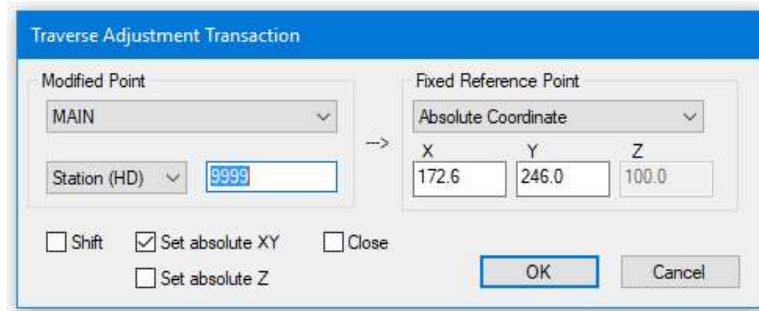 Traverse Adjustment Transaction
Modified Point
MAIN
Station (HD) 9999
-->
Fixed Reference Point
Absolute Coordinate
X Y Z
172.6 246.0 100.0
Shift Set absolute XY Close
Set absolute Z
OK Cancel